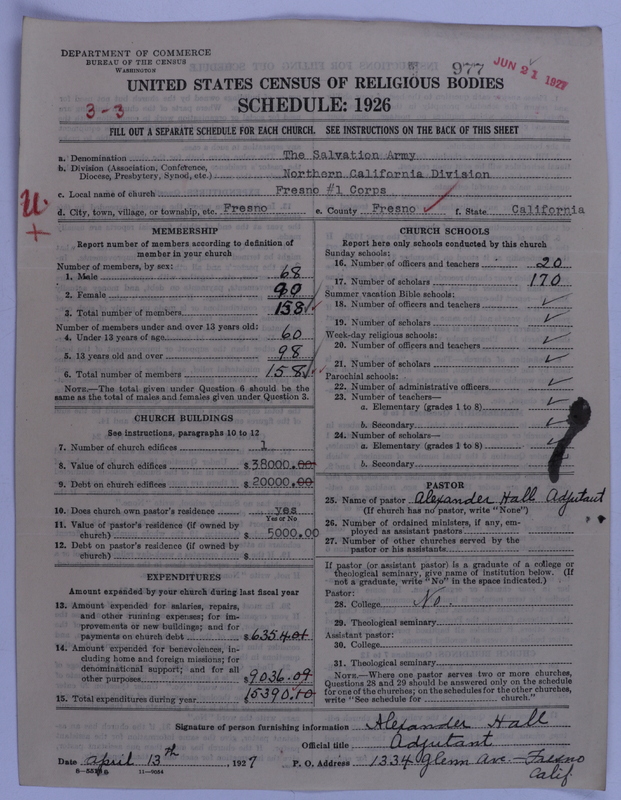 DEPARTMENT OF COMMERCE
BUREAU OF THE CENSUS
WASHINGTON
977
JUN 21 1927
UNITED STATES CENSUS OF RELIGIOUS BODIES
3-3
SCHEDULE: 1926
FILL OUT A SEPARATE SCHEDULE FOR EACH CHURCH. SEE INSTRUCTIONS ON THE BACK OF THIS SHEET
a. Denomination The Salvation Army
b. Division (Association, Conference, Diocese, Presbytery, Synod, etc.) Northern California Division
c. Local name of church Fresno #1 Corps
d. City, town, village, or township, etc. Fresno e. County Fresno f. State California
MEMBERSHIP
Report number of members according to definition of
member in your church
Number of members, by sex:
1. Male 68
2. Female 90
3. Total number of members 158
Number of members under and over 13 years old:
4. Under 13 years of age 60
5. 13 years old and over 98
6. Total number of members 158
NOTE.—The total given under Question 6 should be
same as the total of males and females given under Question 3.
CHURCH BUILDINGS
See instructions, paragraphs 10 to 12
7. Number of church edifices 1
8. Value of church edifices $38000.00
9. Debt on church edifices $20000.00
10. Does church own pastor's residence? yes
Yes or No
11. Value of pastor's residence (if owned by
church) $ 5000.00
12. Debt on pastor's residence (if owned by
church) $
EXPENDITURES
Amount expended by your church during last fiscal year
13. Amount expended for salaries, repairs,
and other running expenses; for im-
provements or new buildings; and for
payments on church debt $6354.01
14. Amount expended for benevolences, in-
cluding home and foreign missions; for
denominational support; and for all
other purposes $9036.09
15. Total expenditures during year 15390.10
CHURCH SCHOOLS
Report here only schools conducted by this church
Sunday schools:
16. Number of officers and teachers 20
17. Number of scholars 170
Summer vacation Bible schools:
18. Number of officers and teachers
19. Number of scholars
Week-day religious schools:
20. Number of officers and teachers
21. Number of scholars
Parochial schools:
22. Number of administrative officers
23. Number of teachers—
a. Elementary (grades 1 to 8)
b. Secondary
24. Number of scholars—
a. Elementary (grades 1 to 8)
b. Secondary
PASTOR
25. Name of pastor Alexander Hall Adjutant
(If church has no pastor, write "None")
26. Number of ordained ministers, if any, em-
ployed as assistant pastors
27. Number of other churches served by the
pastor or his assistants
If pastor (or assistant pastor) is a graduate of a college or
theological seminary, give name of institution below. (If
not a graduate, write "No" in the space indicated.)
Pastor:
28. College No.
29. Theological seminary
Assistant pastor:
30. College
31. Theological Seminary
NOTE.—Where one pastor serves two or more churches,
Questions 28 and 29 should be answered only on the schedule
for one of the churches; on the schedules for the other churches,
write "See schedule for church."
Signature of person furnishing information Alexander Hall
Official title Adjutant
Date April 13th, 1927 P. O. Address 1334 Glenn Ave—Fresno
Calif
11—9054